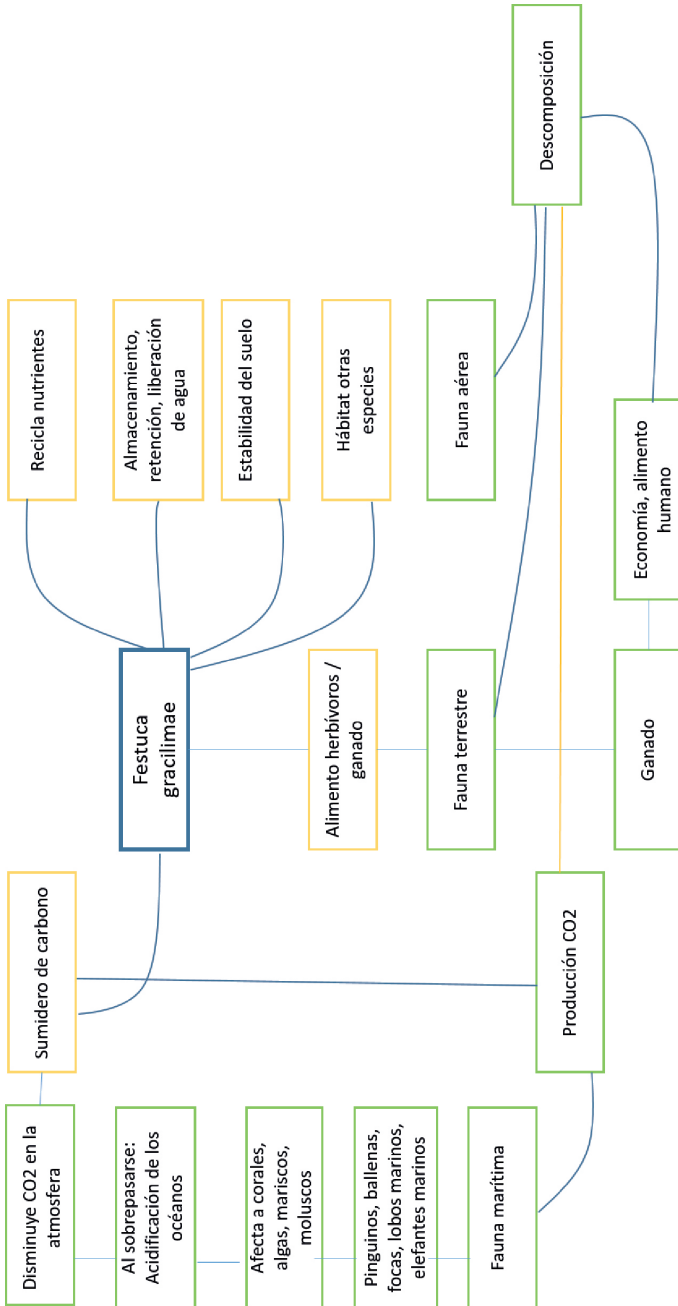 Disminuye CO2 en la
atmosfera
Al sobrepasarse:
Acidificación de los
océanos
Afecta a corales,
algas, mariscos,
moluscos
Pinguinos, ballenas,
focas, lobos marinos,
elefantes marinos
Fauna marítima
Sumidero de carbono
Producción CO2
Festuca
gracilimae
Alimento herbívoros /
ganado
Fauna terrestre
Ganado
Recicla nutrientes
Almacenamiento,
retención, liberación
de agua
Estabilidad del suelo
Hábitat otras
especies
Fauna aérea
Economía, alimento
humano
Descomposición